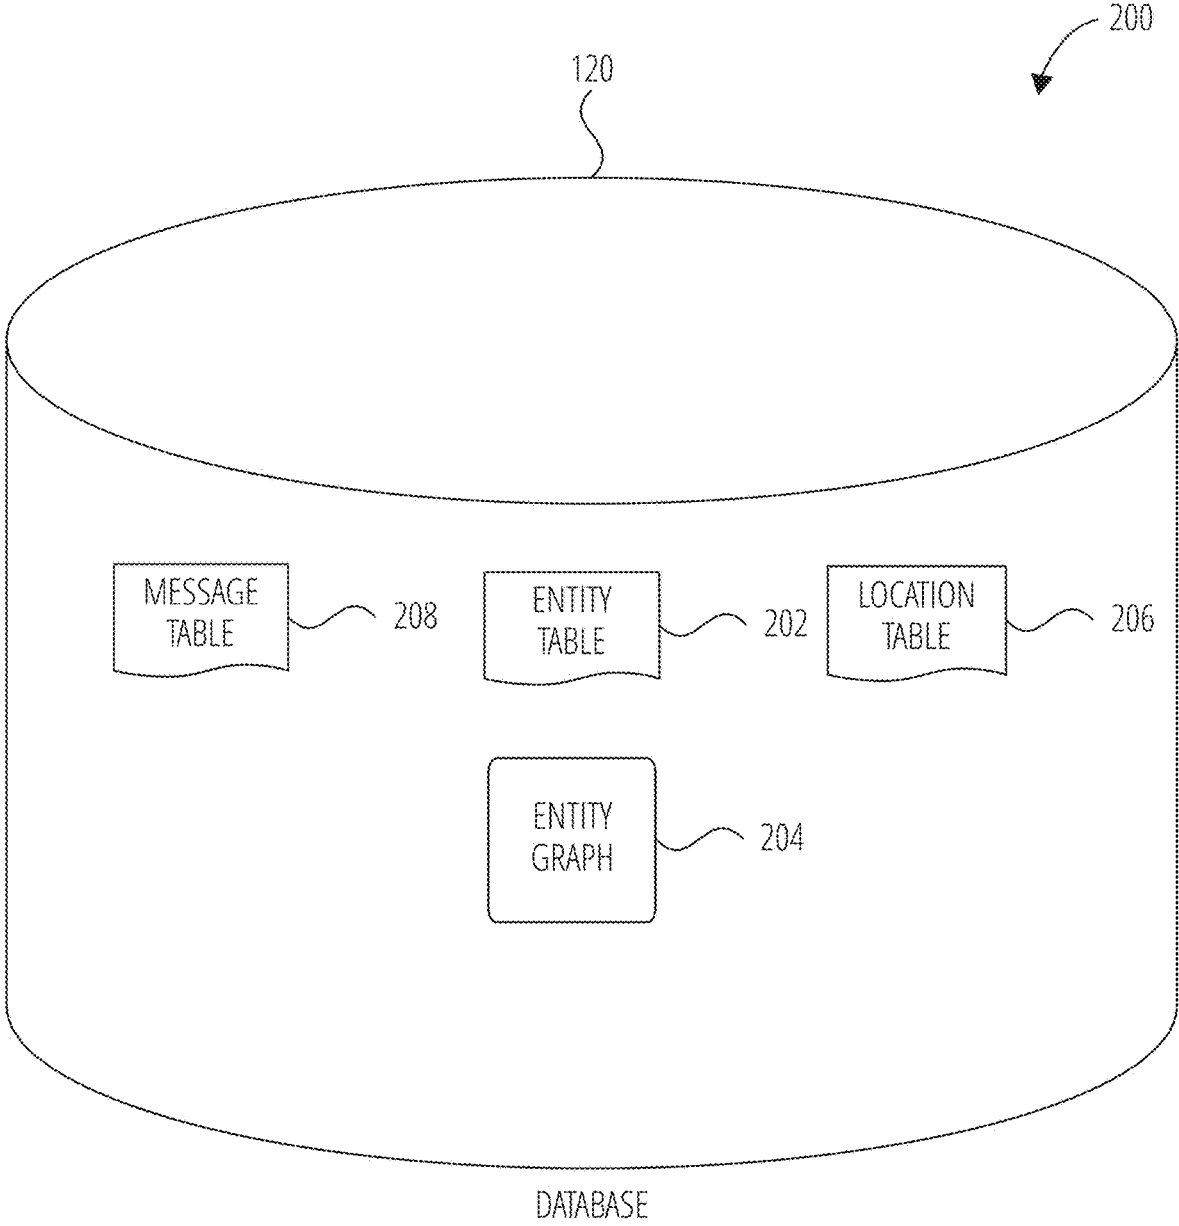 200
120
MESSAGE
TABLE
208
ENTITY
TABLE
202
LOCATION
TABLE
206
ENTITY
GRAPH
204
DATABASE